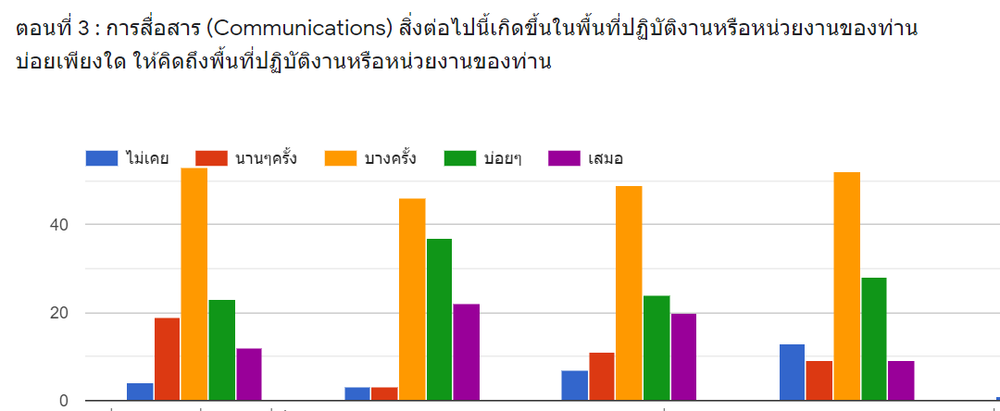 ตอนที่ 3 : การสื่อสาร (Communications) สิ่งต่อไปนี้เกิดขึ้นในพื้นที่ปฏิบัติงานหรือหน่วยงานของท่าน
บ่อยเพียงใด ให้คิดถึงพื้นที่ปฏิบัติงานหรือหน่วยงานของท่าน
ไม่เคย นานๆครั้ง บางครั้ง บ่อยๆ เสมอ
40
20
0